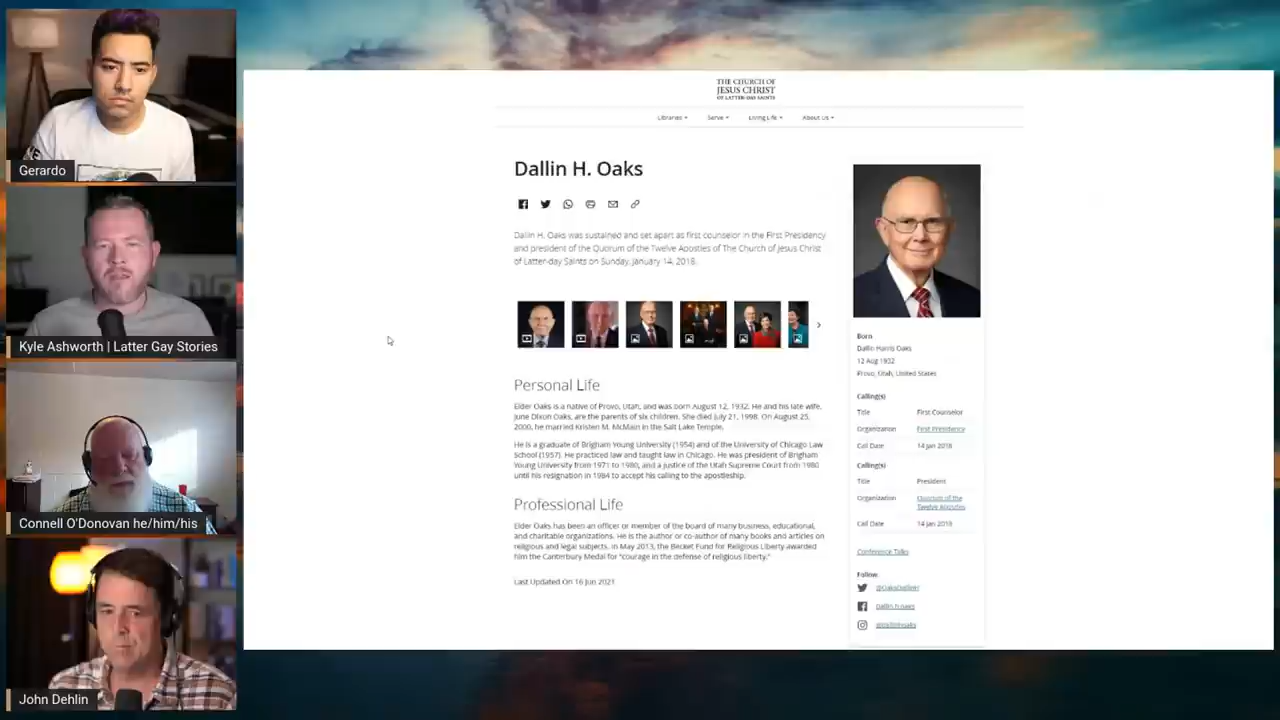 Gerardo
Kyle Ashworth | Latter Gay Stories
Connell O'Donovan he/him/his
John Dehlin
THE CHURCH OF
JESUS CHRIST
OF LATTER-DAY SAINTS
Libraries
Serve
Living Life
About Us
Dallin H. Oaks
Dallin H. Oaks was sustained and set apart as first counselor in the First Presidency
and president of the Quorum of the Twelve Apostles of The Church of Jesus Christ
of Latter-day Saints on Sunday, January 14, 2018.
Personal Life
Elder Oaks is a native of Provo, Utah, and was born August 12, 1932. He and his late wife,
June Dixon Oaks, are the parents of six children. She died July 21, 1998. On August 25,
2000, he married Kristen M. McMain in the Salt Lake Temple.
He is a graduate of Brigham Young University (1954) and of the University of Chicago Law
School (1957). He practiced law and taught law in Chicago. He was president of Brigham
Young University from 1971 to 1980, and a justice of the Utah Supreme Court from 1980
until his resignation in 1984 to accept his calling to the apostleship.
Professional Life
Elder Oaks has been an officer or member of the board of many business, educational,
and charitable organizations. He is the author or co-author of many books and articles on
religious and legal subjects. In May 2013, the Becket Fund for Religious Liberty awarded
him the Canterbury Medal for "courage in the defense of religious liberty."
Last Updated On 16 Jun 2021
Born
Dallin Harris Oaks
12 Aug 1932
Provo, Utah, United States
Calling(s)
Title First Counselor
Organization First Presidency
Call Date 14 Jan 2018
Calling(s)
Title President
Organization Quorum of the
Twelve Apostles
Call Date 14 Jan 2018
Conference Talks
Follow
@OaksDallinH
Dallin.h.oaks